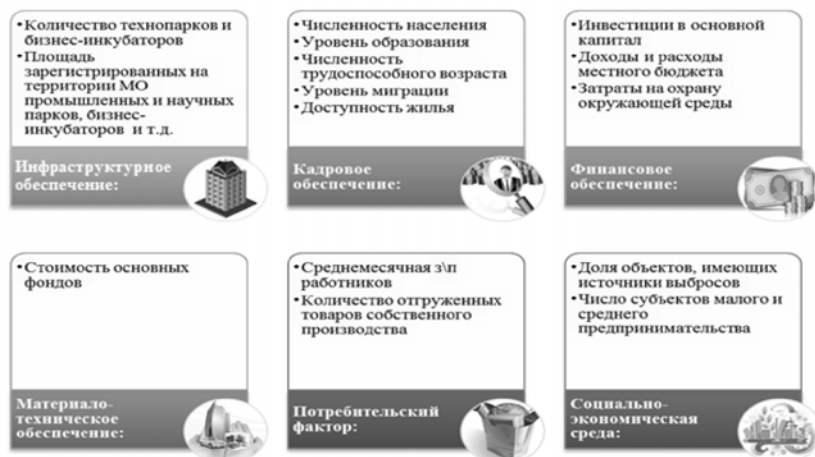 •Количество технопарков и
бизнес-инкубаторов
•Площадь
зарегистрированных на
территории МО
промышленных и научных
парков, бизнес-
инкубаторов и т.д.
Инфраструктурное
обеспечение:
•Численность населения
•Уровень образования
•Численность
трудоспособного возраста
•Уровень миграции
•Доступность жилья
Кадровое
обеспечение:
•Инвестиции в основной
капитал
•Доходы и расходы
местного бюджета
•Затраты на охрану
окружающей среды
Финансовое
обеспечение:
•Стоимость основных
фондов
Материало-
техническое
обеспечение:
•Среднемесячная з\п
работников
•Количество отгруженных
товаров собственного
производства
Потребительский
фактор:
•Доля объектов, имеющих
источники выбросов
•Число субъектов малого и
среднего
предпринимательства
Социально-
экономическая
среда: